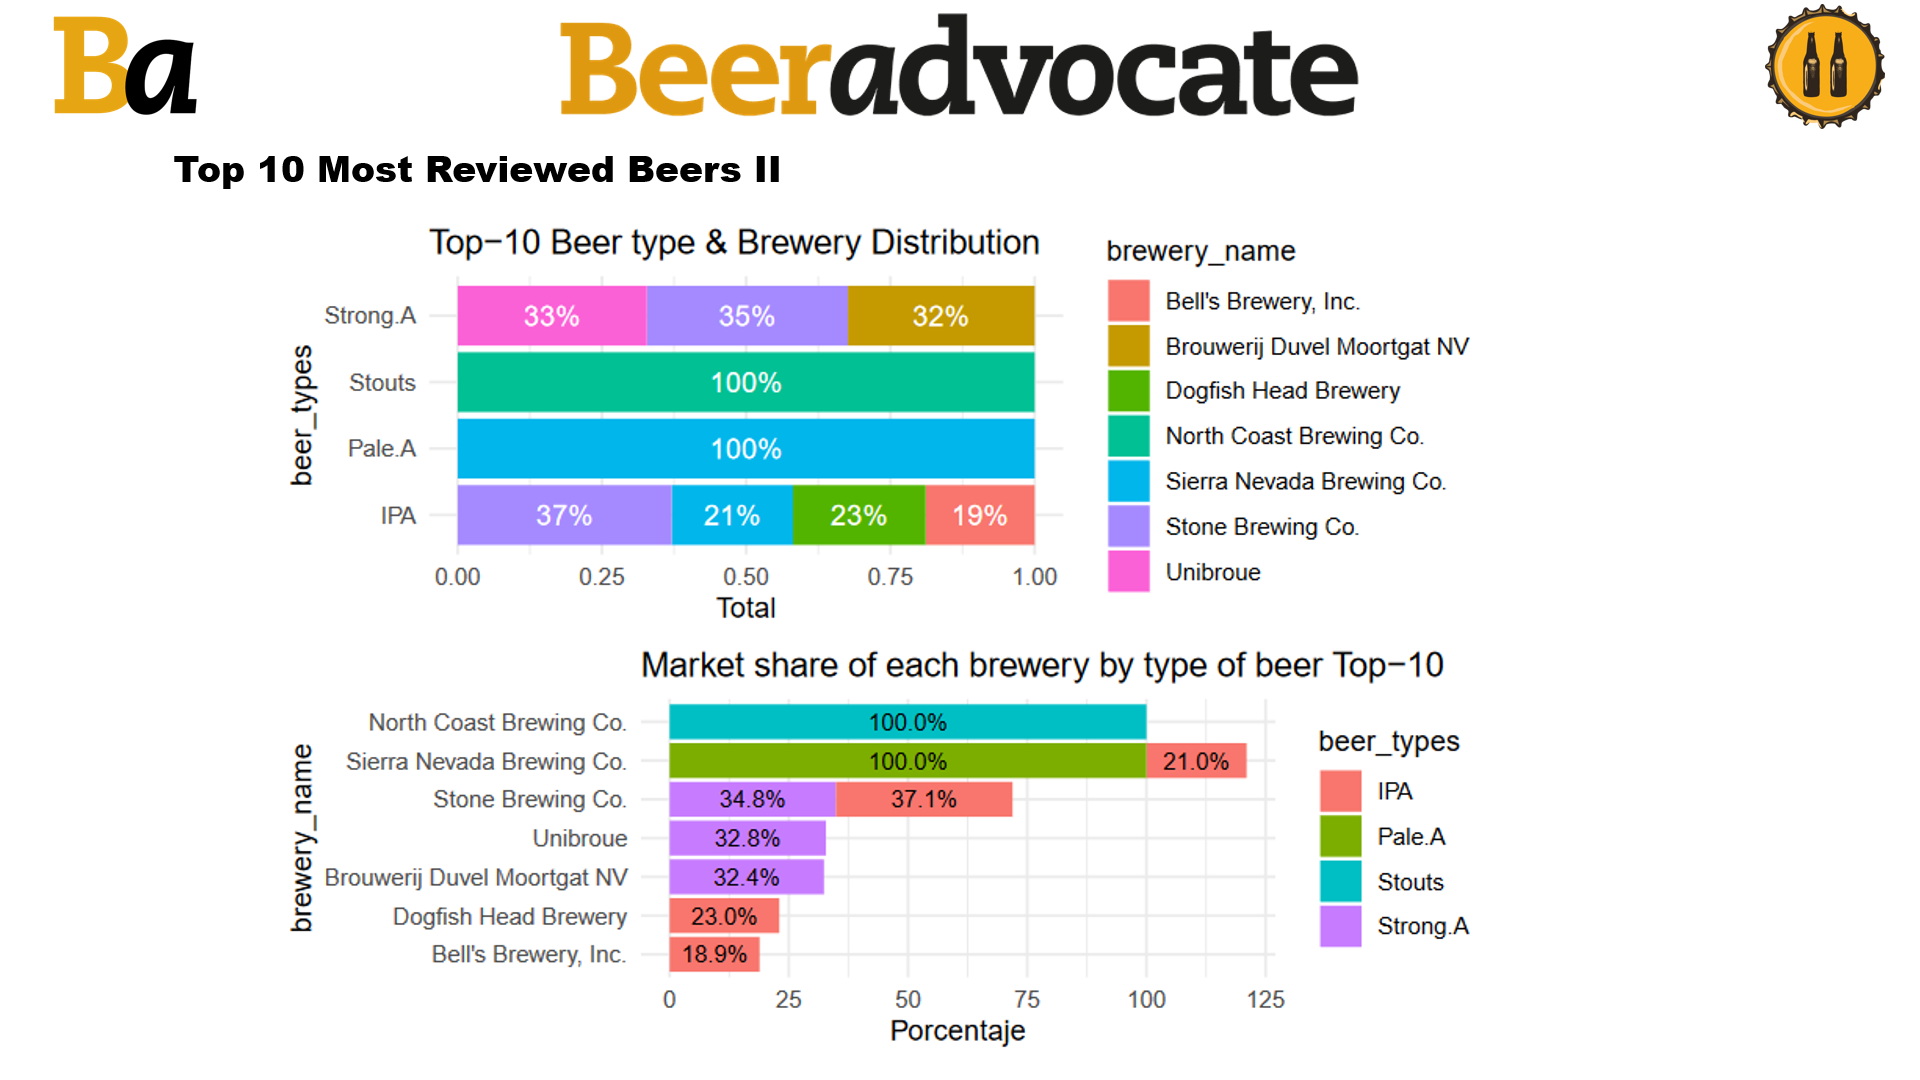 Ba
Beeradvocate
Top 10 Most Reviewed Beers II
Top-10 Beer type & Brewery Distribution
beer_types
Strong.A
33%
35%
32%
Stouts
100%
Pale.A
100%
IPA
37%
21%
23%
19%
0.00
0.25
0.50
0.75
1.00
Total
brewery_name
Bell's Brewery, Inc.
Brouwerij Duvel Moortgat NV
Dogfish Head Brewery
North Coast Brewing Co.
Sierra Nevada Brewing Co.
Stone Brewing Co.
Unibroue
Market share of each brewery by type of beer Top-10
brewery_name
North Coast Brewing Co.
100.0%
Sierra Nevada Brewing Co.
100.0%
21.0%
Stone Brewing Co.
34.8%
37.1%
Unibroue
32.8%
Brouwerij Duvel Moortgat NV
32.4%
Dogfish Head Brewery
23.0%
Bell's Brewery, Inc.
18.9%
0
25
50
75
100
125
Porcentaje
beer_types
IPA
Pale.A
Stouts
Strong.A